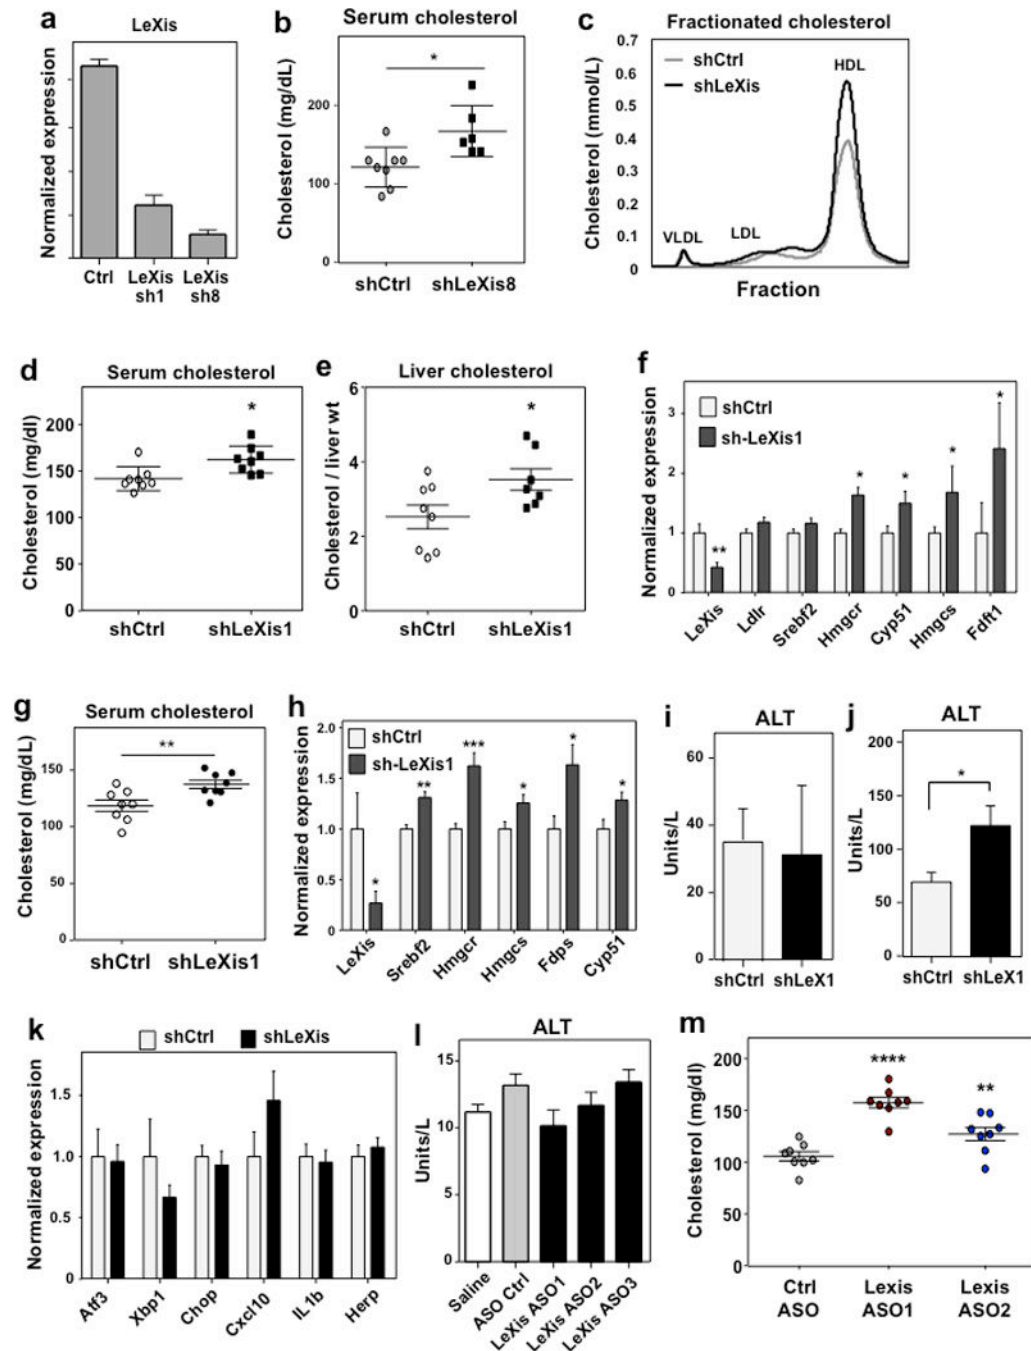 a
LeXis
Normalized expression
Ctrl
LeXis
sh1
LeXis
sh8
b
Serum cholesterol
Cholesterol (mg/dL)
200
100
0
*
shCtrl
shLeXis8
c
Fractionated cholesterol
Cholesterol (mmol/L)
0.7
0.6
0.5
0.4
0.3
0.2
0.1
0
shCtrl
shLeXis
VLDL
LDL
HDL
Fraction
d
Serum cholesterol
Cholesterol (mg/dl)
200
150
100
50
0
*
shCtrl
shLeXis1
e
Liver cholesterol
Cholesterol / liver wt
6
4
2
0
*
shCtrl
shLeXis1
f
Normalized expression
3
2
1
0
shCtrl
sh-LeXis1
**
*
*
*
*
LeXis
Ldlr
Srebf2
Hmgcr
Cyp51
Hmgcs
Fdft1
g
Serum cholesterol
Cholesterol (mg/dL)
150
100
50
0
**
shCtrl
shLeXis1
h
Normalized expression
2.0
1.5
1.0
0.5
0
shCtrl
sh-LeXis1
*
**
***
*
*
*
LeXis
Srebf2
Hmgcr
Hmgcs
Fdps
Cyp51
i
ALT
Units/L
60
40
20
0
shCtrl
shLeX1
j
ALT
Units/L
200
150
100
50
0
*
shCtrl
shLeX1
k
shCtrl
shLeXis
Normalized expression
1.5
1.0
0.5
0
Atf3
Xbp1
Chop
Cxcl10
IL1b
Herp
l
ALT
Units/L
15
10
5
0
Saline
ASO Ctrl
LeXis ASO1
LeXis ASO2
LeXis ASO3
m
Cholesterol (mg/dl)
200
150
100
50
0
****
**
Ctrl
ASO
Lexis
ASO1
Lexis
ASO2